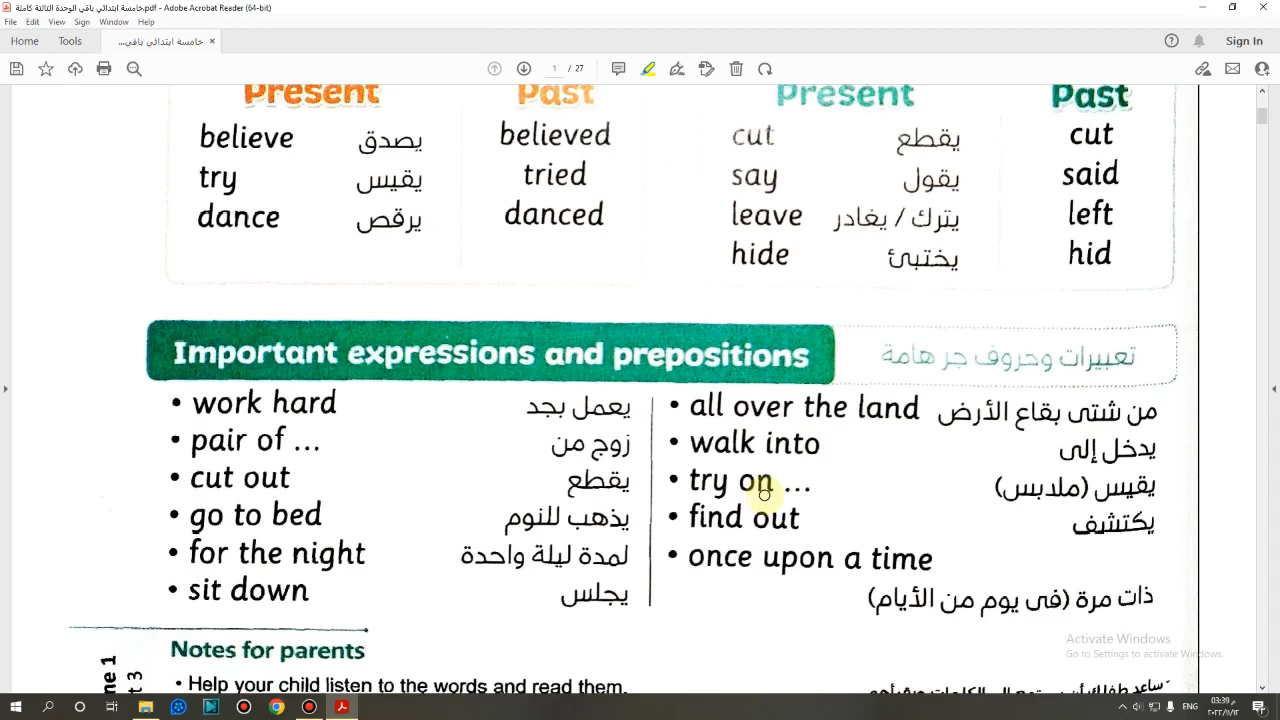 خامسة ابتدائي باقي الوحدة الثالثة كاملة.pdf - Adobe Acrobat Reader (64-bit)
File Edit View Sign Window Help
Home Tools خامسة ابتدائي باقي... × Sign In
1 / 27
Present Past Present Past
believe يصدق believed cut يقطع cut
try يقيس tried say يقول said
dance يرقص danced leave يترك / يغادر left
hide يختبئ hid
Important expressions and prepositions تعبيرات وحروف جر هامة
• work hard يعمل بجد • all over the land من شتى بقاع الأرض
• pair of ... زوج من • walk into يدخل إلى
• cut out يقطع • try on ... يقيس (ملابس)
• go to bed يذهب للنوم • find out يكتشف
• for the night لمدة ليلة واحدة • once upon a time
• sit down يجلس ذات مرة (فى يوم من الأيام)
Activate Windows
Go to Settings to activate Windows.
Notes for parents
• Help your child listen to the words and read them.
ENG 03:39 م